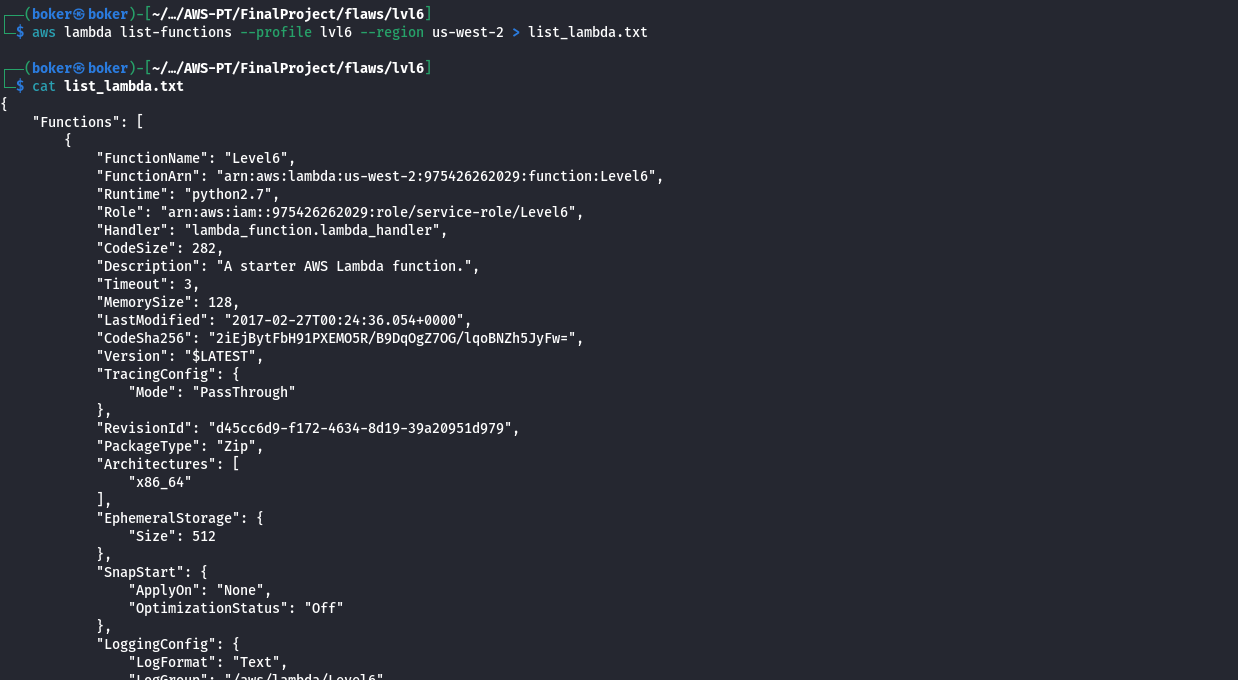 ┌──(boker㉿boker)-[~/…/AWS-PT/FinalProject/flaws/lvl6]
└─$ aws lambda list-functions --profile lvl6 --region us-west-2 > list_lambda.txt
┌──(boker㉿boker)-[~/…/AWS-PT/FinalProject/flaws/lvl6]
└─$ cat list_lambda.txt
{
    "Functions": [
        {
            "FunctionName": "Level6",
            "FunctionArn": "arn:aws:lambda:us-west-2:975426262029:function:Level6",
            "Runtime": "python2.7",
            "Role": "arn:aws:iam::975426262029:role/service-role/Level6",
            "Handler": "lambda_function.lambda_handler",
            "CodeSize": 282,
            "Description": "A starter AWS Lambda function.",
            "Timeout": 3,
            "MemorySize": 128,
            "LastModified": "2017-02-27T00:24:36.054+0000",
            "CodeSha256": "2iEjBytFbH91PXEMO5R/B9DqOgZ7OG/lqoBNZh5JyFw=",
            "Version": "$LATEST",
            "TracingConfig": {
                "Mode": "PassThrough"
            },
            "RevisionId": "d45cc6d9-f172-4634-8d19-39a20951d979",
            "PackageType": "Zip",
            "Architectures": [
                "x86_64"
            ],
            "EphemeralStorage": {
                "Size": 512
            },
            "SnapStart": {
                "ApplyOn": "None",
                "OptimizationStatus": "Off"
            },
            "LoggingConfig": {
                "LogFormat": "Text",
                "LogGroup": "/aws/lambda/Level6"